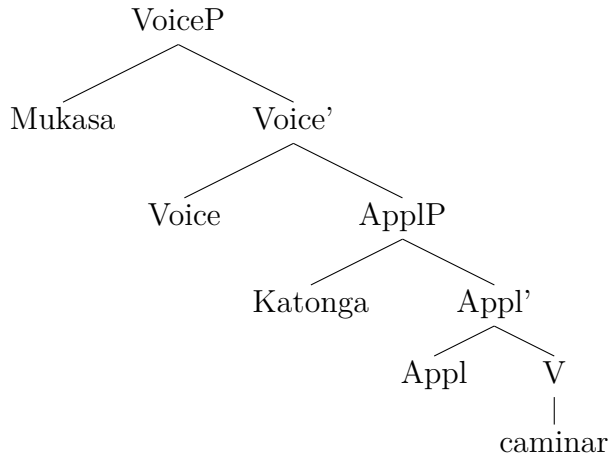 VoiceP
Mukasa Voice'
Voice ApplP
Katonga Appl'
Appl V
caminar